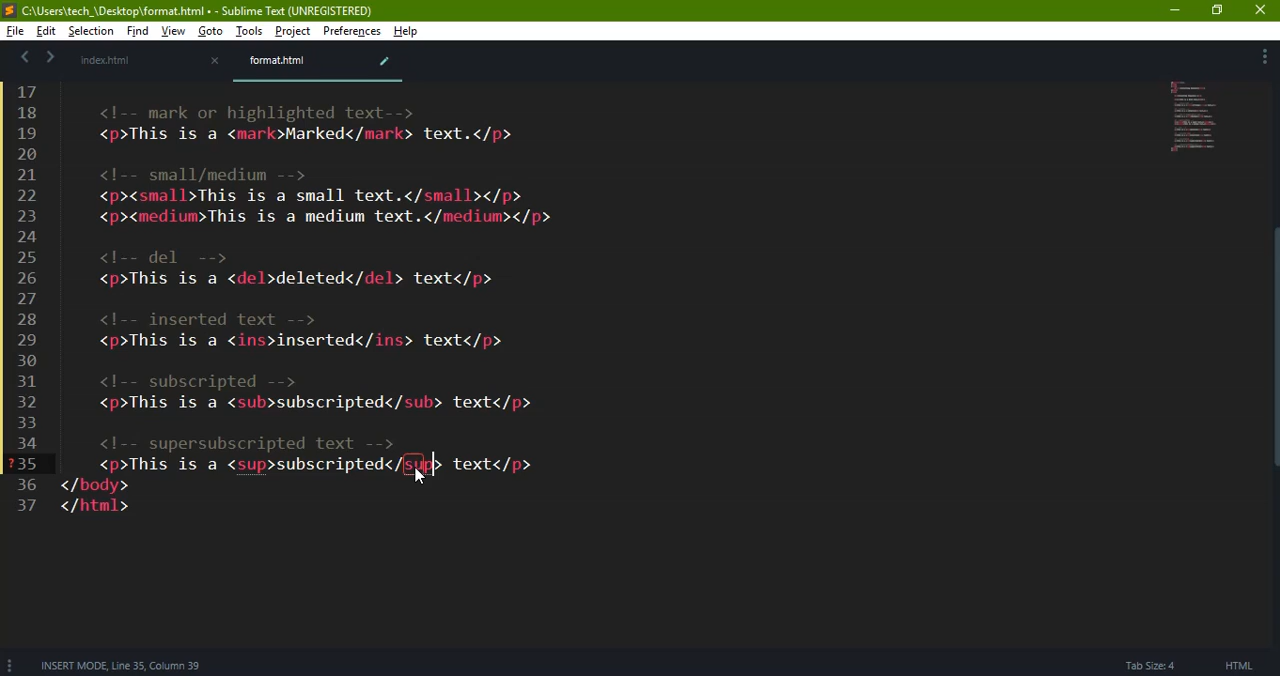 C:\Users\tech_\Desktop\format.html • - Sublime Text (UNREGISTERED)
File Edit Selection Find View Goto Tools Project Preferences Help
index.html format.html
17
18 <!-- mark or highlighted text-->
19 <p>This is a <mark>Marked</mark> text.</p>
20
21 <!-- small/medium -->
22 <p><small>This is a small text.</small></p>
23 <p><medium>This is a medium text.</medium></p>
24
25 <!-- del  -->
26 <p>This is a <del>deleted</del> text</p>
27
28 <!-- inserted text -->
29 <p>This is a <ins>inserted</ins> text</p>
30
31 <!-- subscripted -->
32 <p>This is a <sub>subscripted</sub> text</p>
33
34 <!-- supersubscripted text -->
? 35 <p>This is a <sup>subscripted</sup> text</p>
36 </body>
37 </html>
INSERT MODE, Line 35, Column 39 Tab Size: 4 HTML